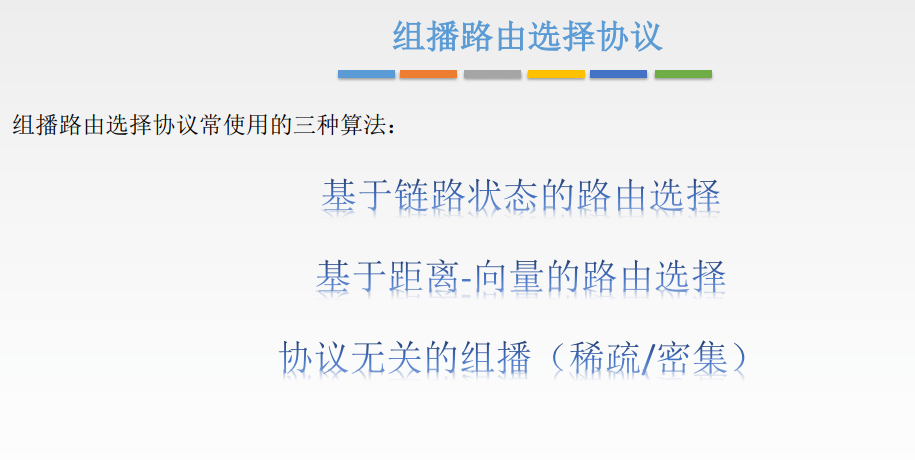 组播路由选择协议
组播路由选择协议常使用的三种算法：
基于链路状态的路由选择
基于距离-向量的路由选择
协议无关的组播（稀疏/密集）